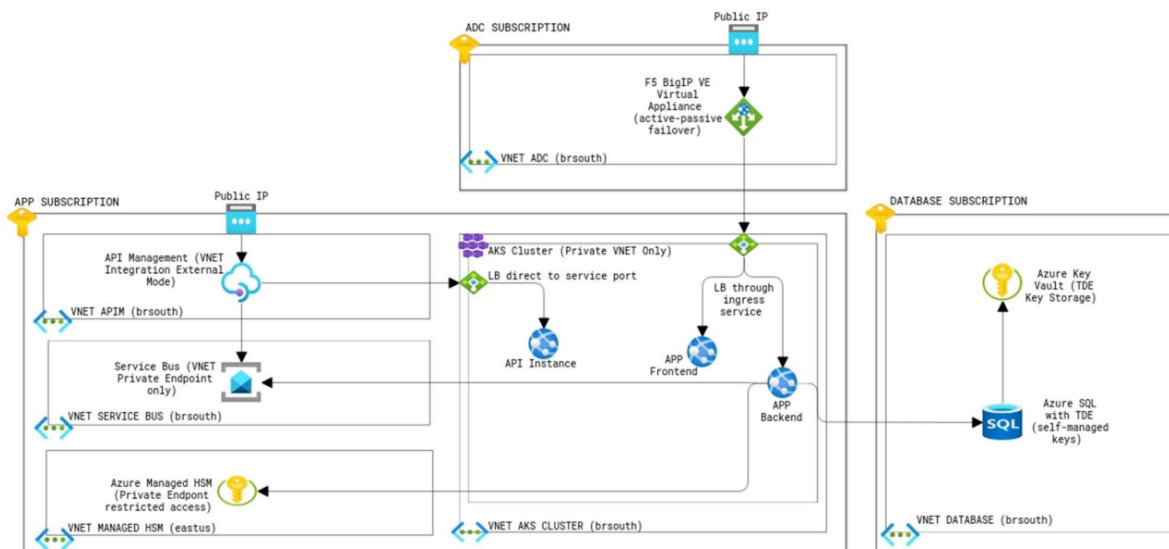 Public IP
ADC SUBSCRIPTION
F5 BigIP VE
Virtual
Appliance
(active-passive
failover)
VNET ADC (brsouth)
APP SUBSCRIPTION
Public IP
API Management (VNET
Integration External
Mode)
VNET APIM (brsouth)
Service Bus (VNET
Private Endpoint
only)
VNET SERVICE BUS (brsouth)
Azure Managed HSM
(Private Endpont
restricted access)
VNET MANAGED HSM (eastus)
AKS Cluster (Private VNET Only)
LB direct to service port
API Instance
LB through
ingress
service
APP
Frontend
APP
Backend
VNET AKS CLUSTER (brsouth)
DATABASE SUBSCRIPTION
Azure Key
Vault (TDE
Key Storage)
SQL
Azure SQL
with TDE
(self-managed
keys)
VNET DATABASE (brsouth)